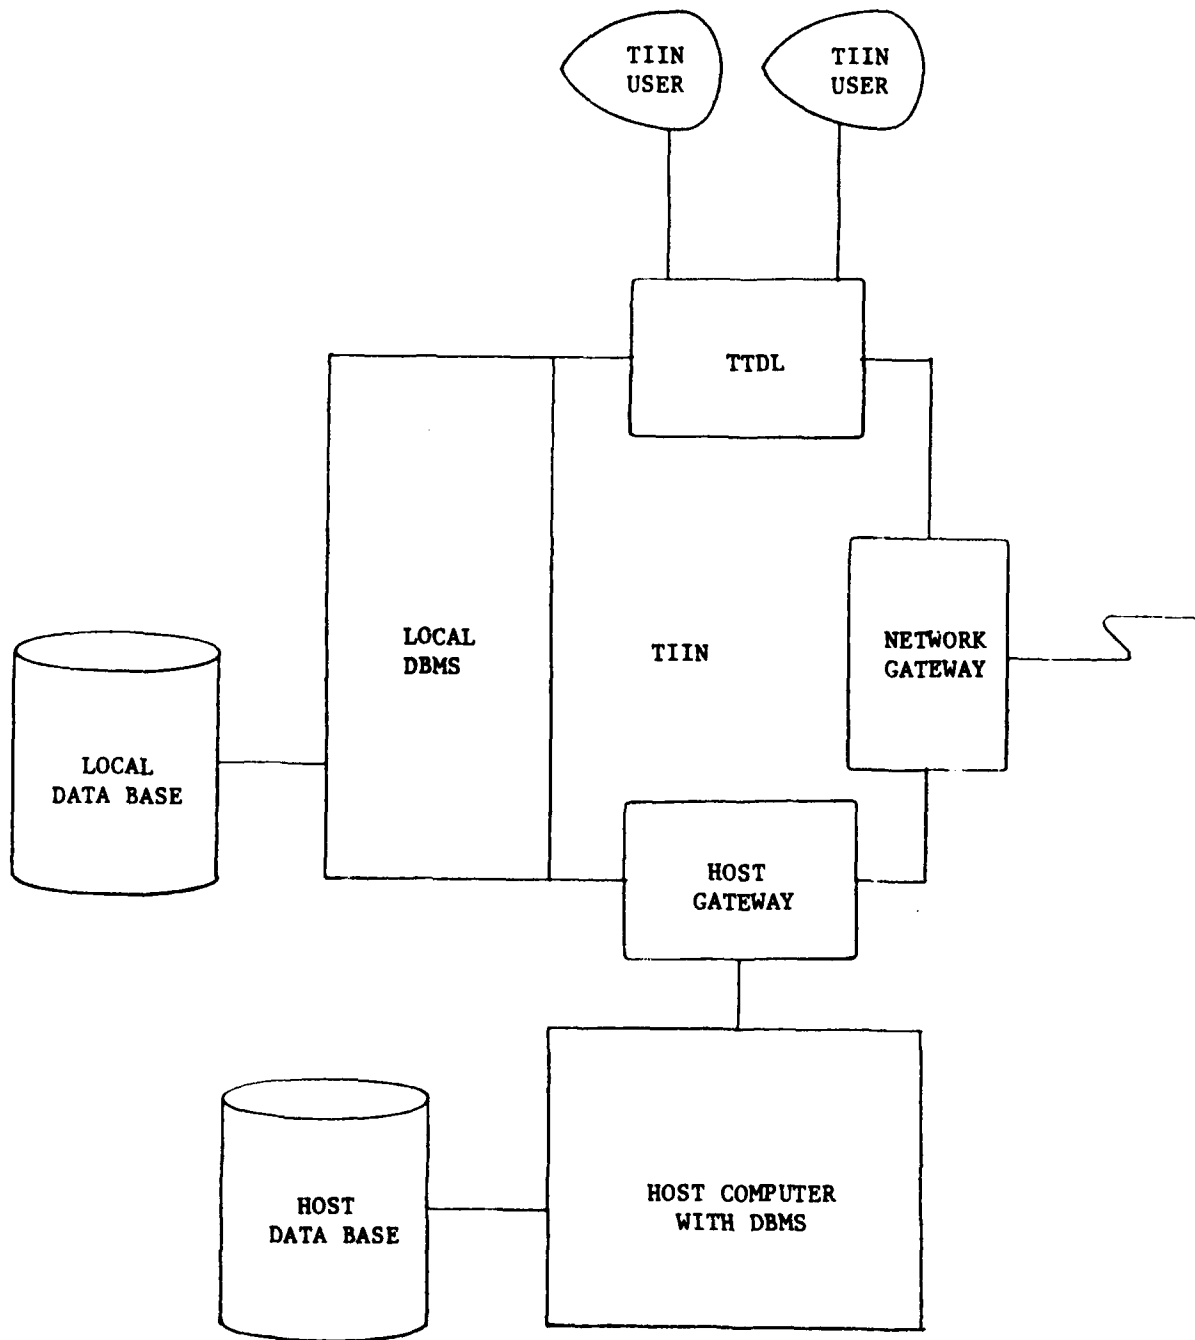 TIIN
USER
TIIN
USER
TTDL
LOCAL
DBMS
TIIN
NETWORK
GATEWAY
LOCAL
DATA BASE
HOST
GATEWAY
HOST
DATA BASE
HOST COMPUTER
WITH DBMS